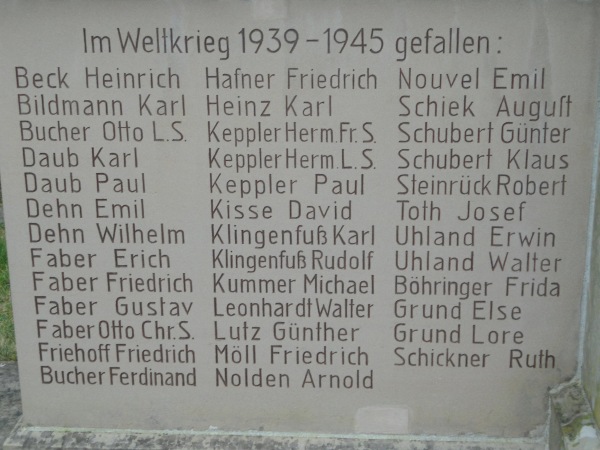 Im Weltkrieg 1939-1945 gefallen:
Beck Heinrich
Bildmann Karl
Bucher Otto L.S.
Daub Karl
Daub Paul
Dehn Emil
Dehn Wilhelm
Faber Erich
Faber Friedrich
Faber Gustav
Faber Otto Chr.S.
Friehoff Friedrich
Bucher Ferdinand
Hafner Friedrich
Heinz Karl
Keppler Herm.Fr.S.
Keppler Herm.L.S.
Keppler Paul
Kisse David
Klingenfuß Karl
Klingenfuß Rudolf
Kummer Michael
Leonhardt Walter
Lutz Günther
Möll Friedrich
Nolden Arnold
Nouvel Emil
Schiek August
Schubert Günter
Schubert Klaus
Steinrück Robert
Toth Josef
Uhland Erwin
Uhland Walter
Böhringer Frida
Grund Else
Grund Lore
Schickner Ruth